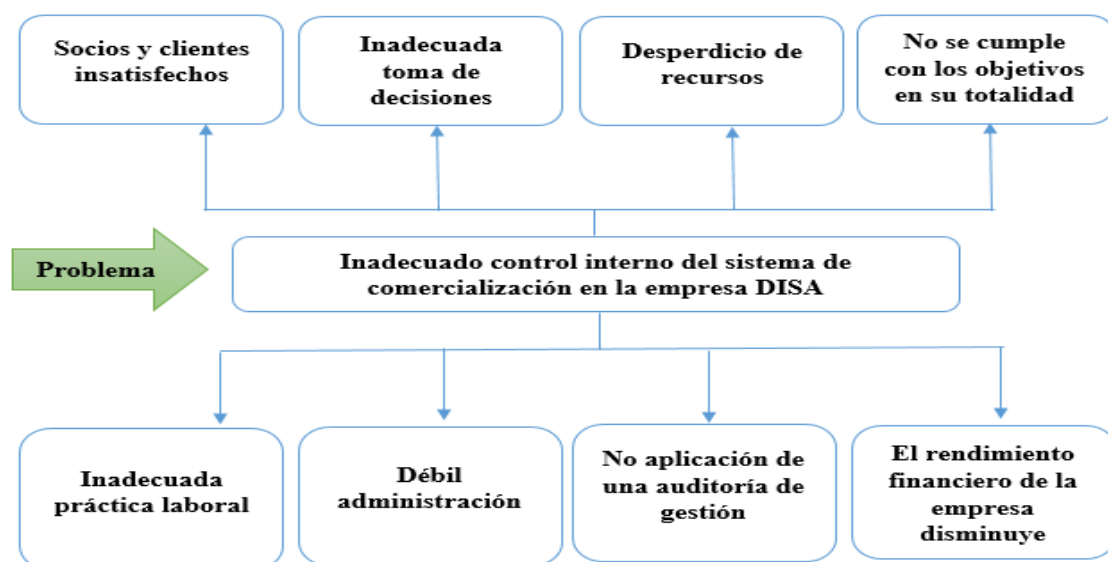 Socios y clientes
insatisfechos
Inadecuada
toma de
decisiones
Desperdicio de
recursos
No se cumple
con los objetivos
en su totalidad
Problema
Inadecuado control interno del sistema de
comercialización en la empresa DISA
Inadecuada
práctica laboral
Débil
administración
No aplicación de
una auditoría de
gestión
El rendimiento
financiero de la
empresa
disminuye